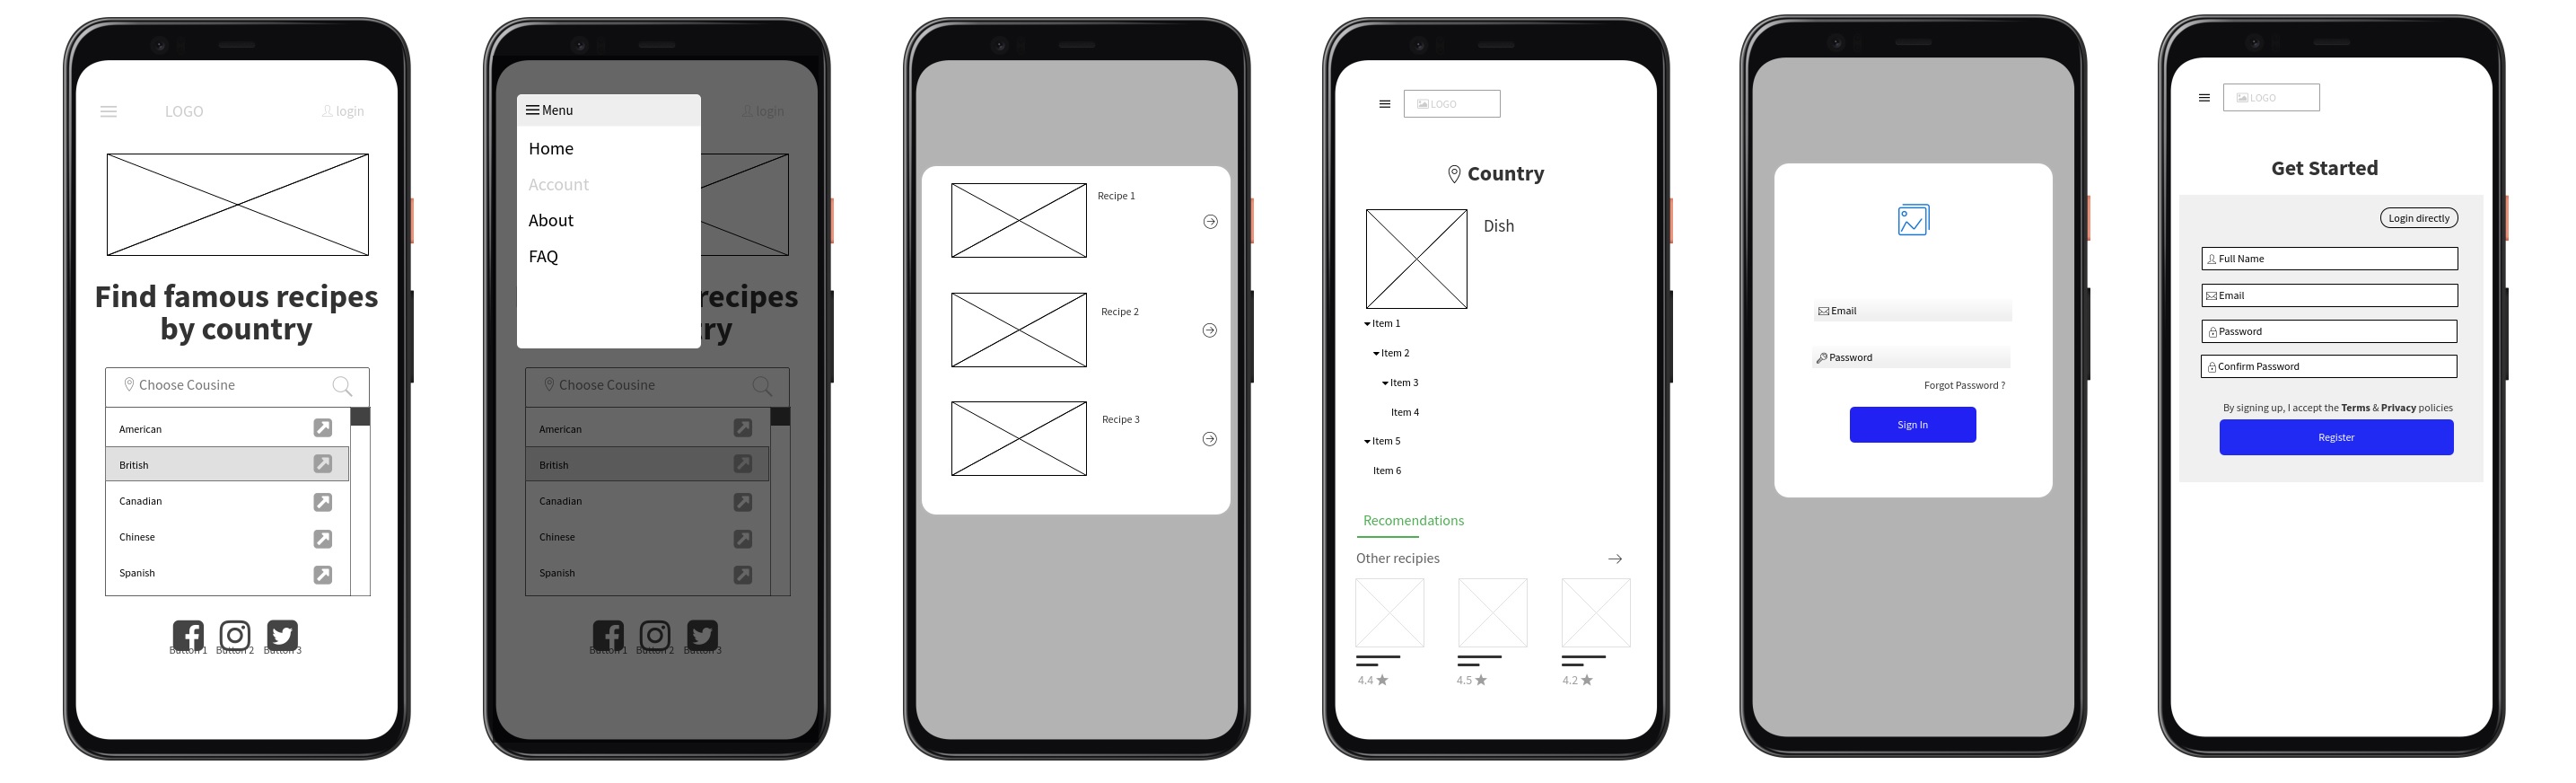 LOGO
login
Find famous recipes
by country
Choose Cousine
American
British
Canadian
Chinese
Spanish
Button 1
Button 2
Button 3
Menu
Home
Account
About
FAQ
login
recipes
ry
Choose Cousine
American
British
Canadian
Chinese
Spanish
Button 1
Button 2
Button 3
Recipe 1
Recipe 2
Recipe 3
LOGO
Country
Dish
Item 1
Item 2
Item 3
Item 4
Item 5
Item 6
Recomendations
Other recipies
4.4
4.5
4.2
Email
Password
Forgot Password ?
Sign In
LOGO
Get Started
Login directly
Full Name
Email
Password
Confirm Password
By signing up, I accept the Terms & Privacy policies
Register